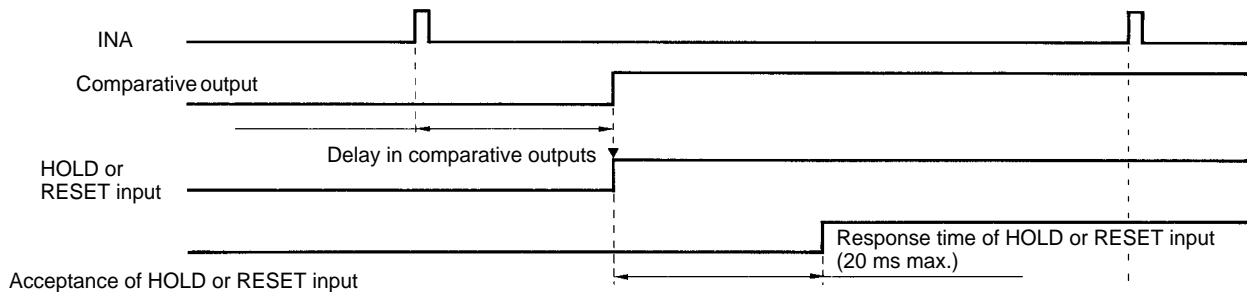 INA
Comparative output
Delay in comparative outputs
HOLD or
RESET input
Response time of HOLD or RESET input
(20 ms max.)
Acceptance of HOLD or RESET input